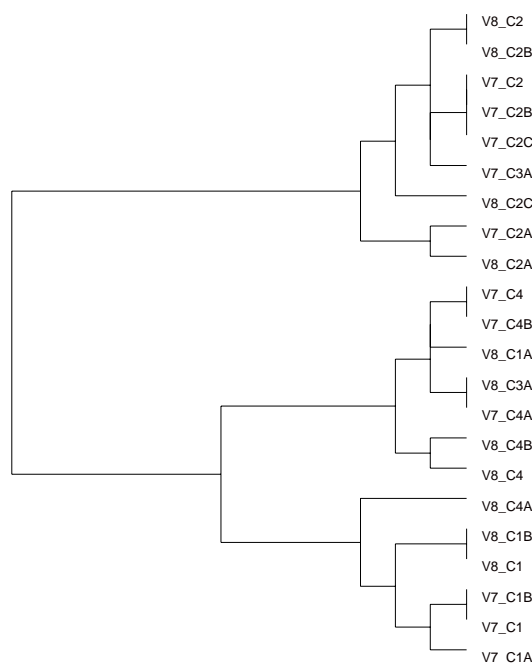 V8_C2
V8_C2B
V7_C2
V7_C2B
V7_C2C
V7_C3A
V8_C2C
V7_C2A
V8_C2A
V7_C4
V7_C4B
V8_C1A
V8_C3A
V7_C4A
V8_C4B
V8_C4
V8_C4A
V8_C1B
V8_C1
V7_C1B
V7_C1
V7_C1A